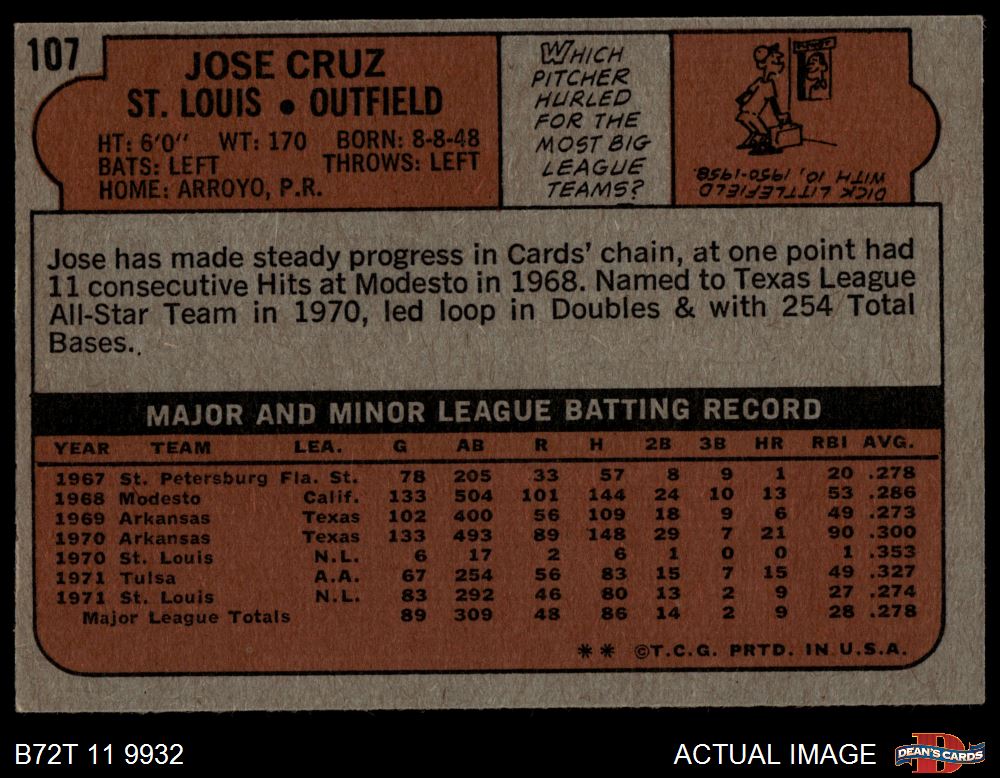 107
JOSE CRUZ
ST. LOUIS • OUTFIELD
HT: 6'0" WT: 170 BORN: 8-8-48
BATS: LEFT THROWS: LEFT
HOME: ARROYO, P.R.
WHICH
PITCHER
HURLED
FOR THE
MOST BIG
LEAGUE
TEAMS?
DICK LITTLEFIELD
WITH 10, 1950-1958.
Jose has made steady progress in Cards' chain, at one point had
11 consecutive Hits at Modesto in 1968. Named to Texas League
All-Star Team in 1970, led loop in Doubles & with 254 Total
Bases.
MAJOR AND MINOR LEAGUE BATTING RECORD
YEAR TEAM LEA. G AB R H 2B 3B HR RBI AVG.
1967 St. Petersburg Fla. St. 78 205 33 57 8 9 1 20 .278
1968 Modesto Calif. 133 504 101 144 24 10 13 53 .286
1969 Arkansas Texas 102 400 56 109 18 9 6 49 .273
1970 Arkansas Texas 133 493 89 148 29 7 21 90 .300
1970 St. Louis N.L. 6 17 2 6 1 0 0 1 .353
1971 Tulsa A.A. 67 254 56 83 15 7 15 49 .327
1971 St. Louis N.L. 83 292 46 80 13 2 9 27 .274
Major League Totals 89 309 48 86 14 2 9 28 .278
** ©T.C.G. PRTD. IN U.S.A.
B72T 11 9932
ACTUAL IMAGE
DEAN'S CARDS